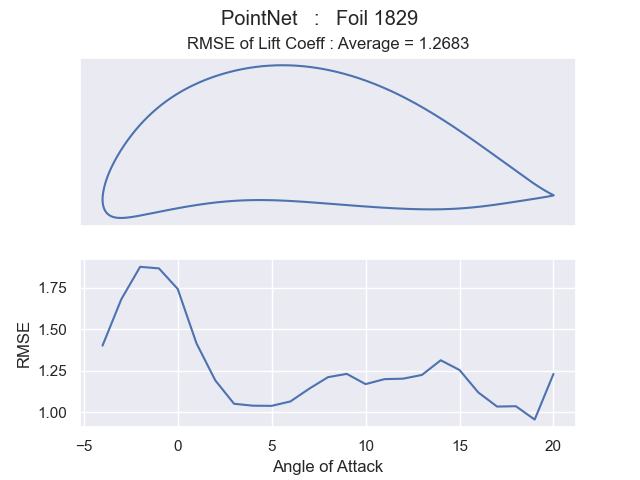 PointNet   :   Foil 1829
RMSE of Lift Coeff : Average = 1.2683
1.75
1.50
1.25
1.00
RMSE
−5 0 5 10 15 20
Angle of Attack